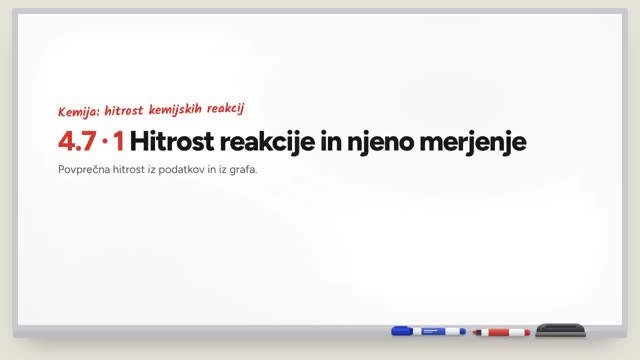 Kemija: hitrost kemijskih reakcij
4.7 · 1 Hitrost reakcije in njeno merjenje
Povprečna hitrost iz podatkov in iz grafa.